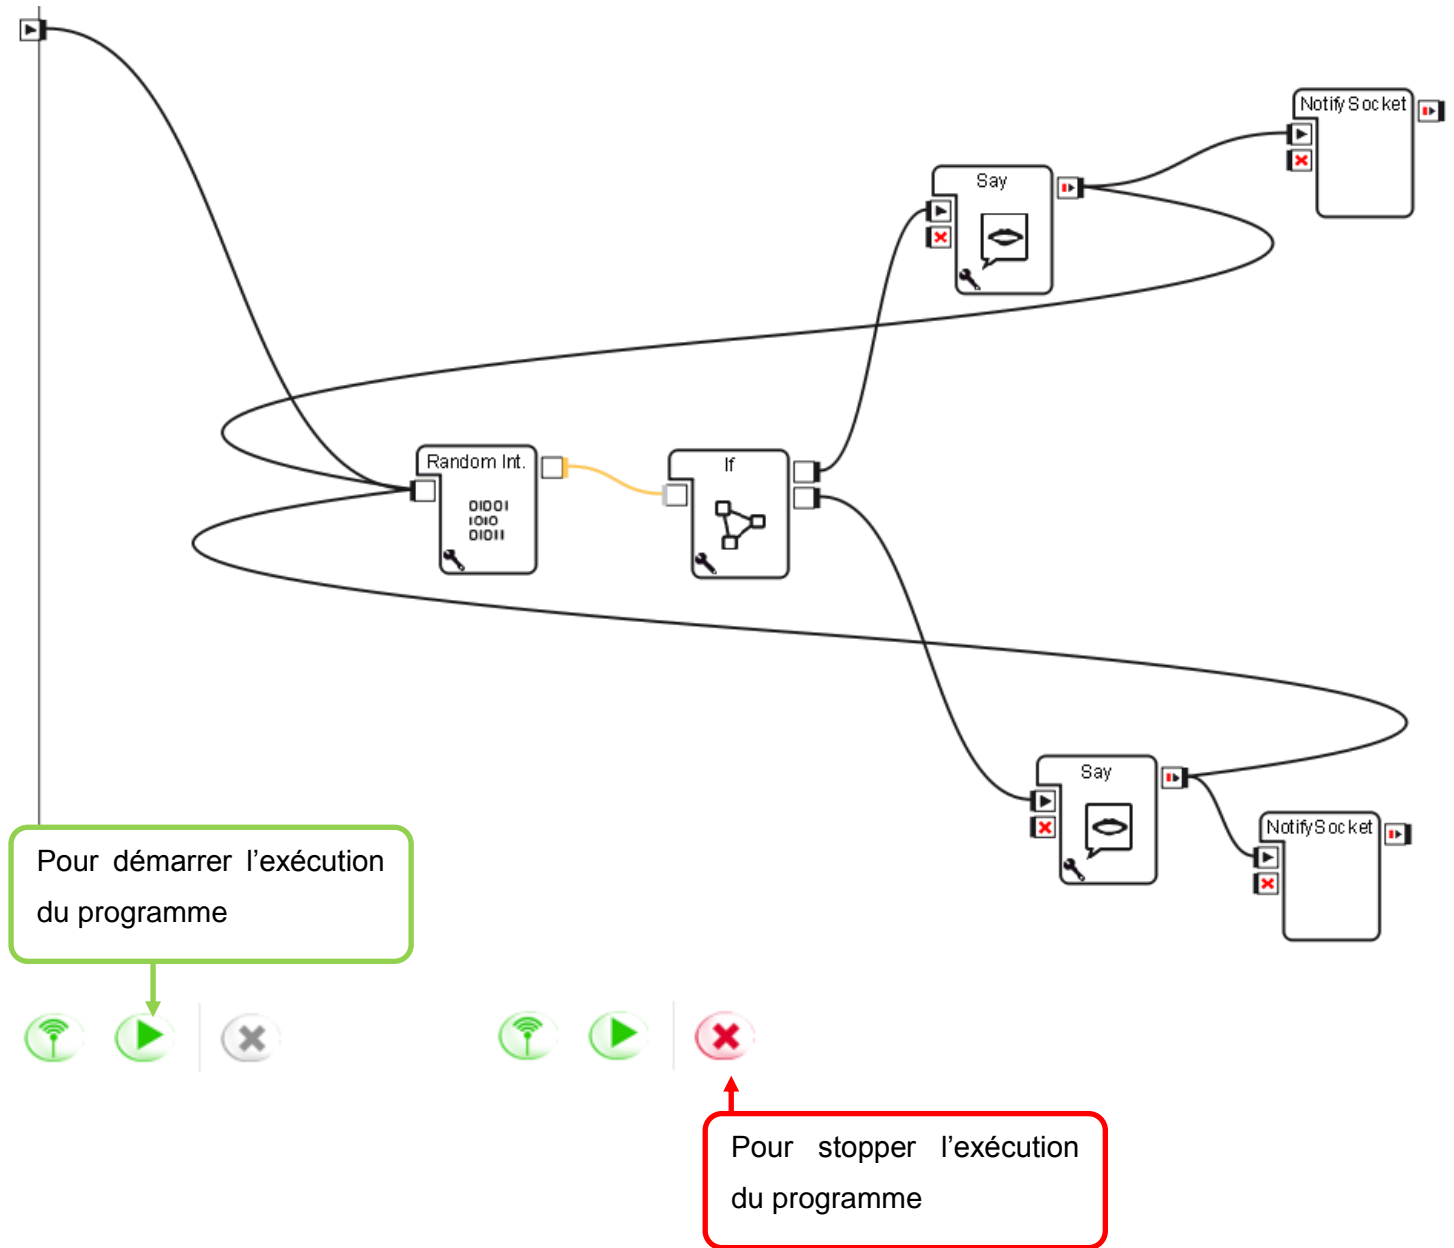 NotifySocket
Say
Random Int.
If
01001
1010
01011
Say
NotifySocket
Pour démarrer l’exécution
du programme
Pour stopper l’exécution
du programme